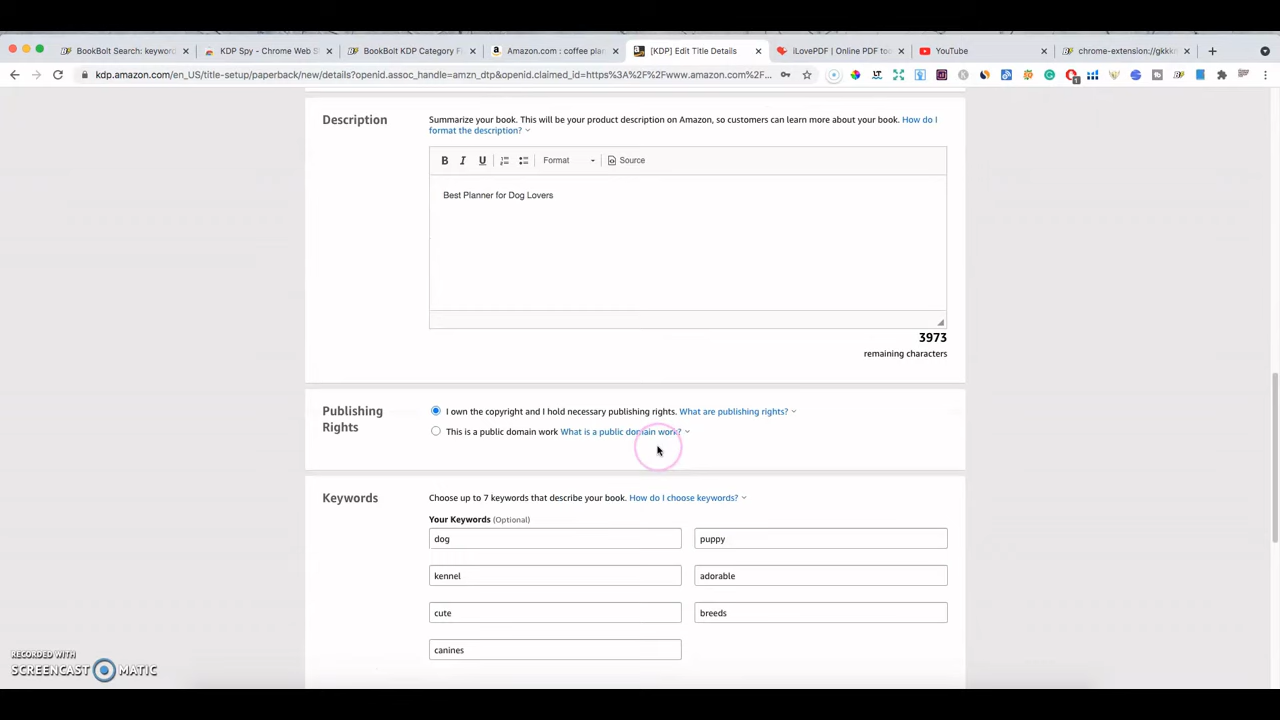 BookBolt Search: keyword
KDP Spy - Chrome Web S
BookBolt KDP Category F
Amazon.com : coffee plan
[KDP] Edit Title Details
iLovePDF | Online PDF too
YouTube
chrome-extension://gkkk
kdp.amazon.com/en_US/title-setup/paperback/new/details?openid.assoc_handle=amzn_dtp&openid.claimed_id=https%3A%2F%2Fwww.amazon.com%2F...
Description
Summarize your book. This will be your product description on Amazon, so customers can learn more about your book. How do I
format the description?
B I U Format Source
Best Planner for Dog Lovers
3973
remaining characters
Publishing
Rights
I own the copyright and I hold necessary publishing rights. What are publishing rights?
This is a public domain work What is a public domain work?
Keywords
Choose up to 7 keywords that describe your book. How do I choose keywords?
Your Keywords (Optional)
dog
puppy
kennel
adorable
cute
breeds
canines
RECORDED WITH
SCREENCAST MATIC